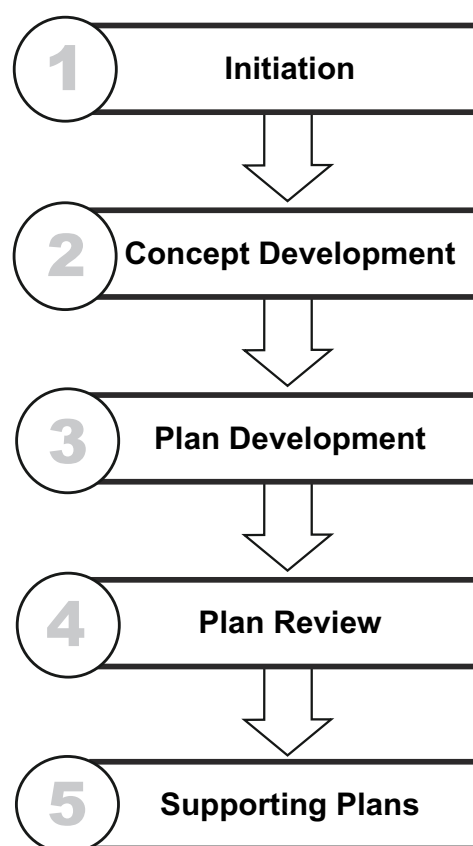 1 Initiation
2 Concept Development
3 Plan Development
4 Plan Review
5 Supporting Plans